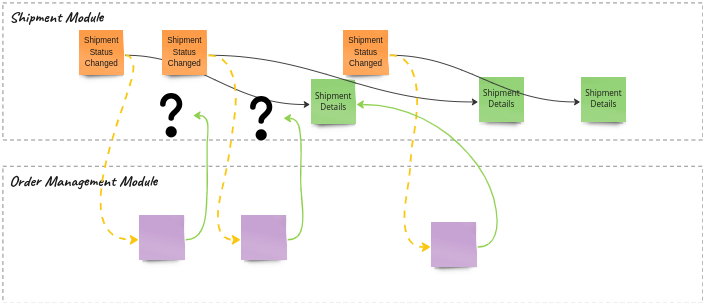 Shipment Module
Shipment
Status
Changed
Shipment
Status
Changed
Shipment
Status
Changed
?
?
Shipment
Details
Shipment
Details
Shipment
Details
Order Management Module